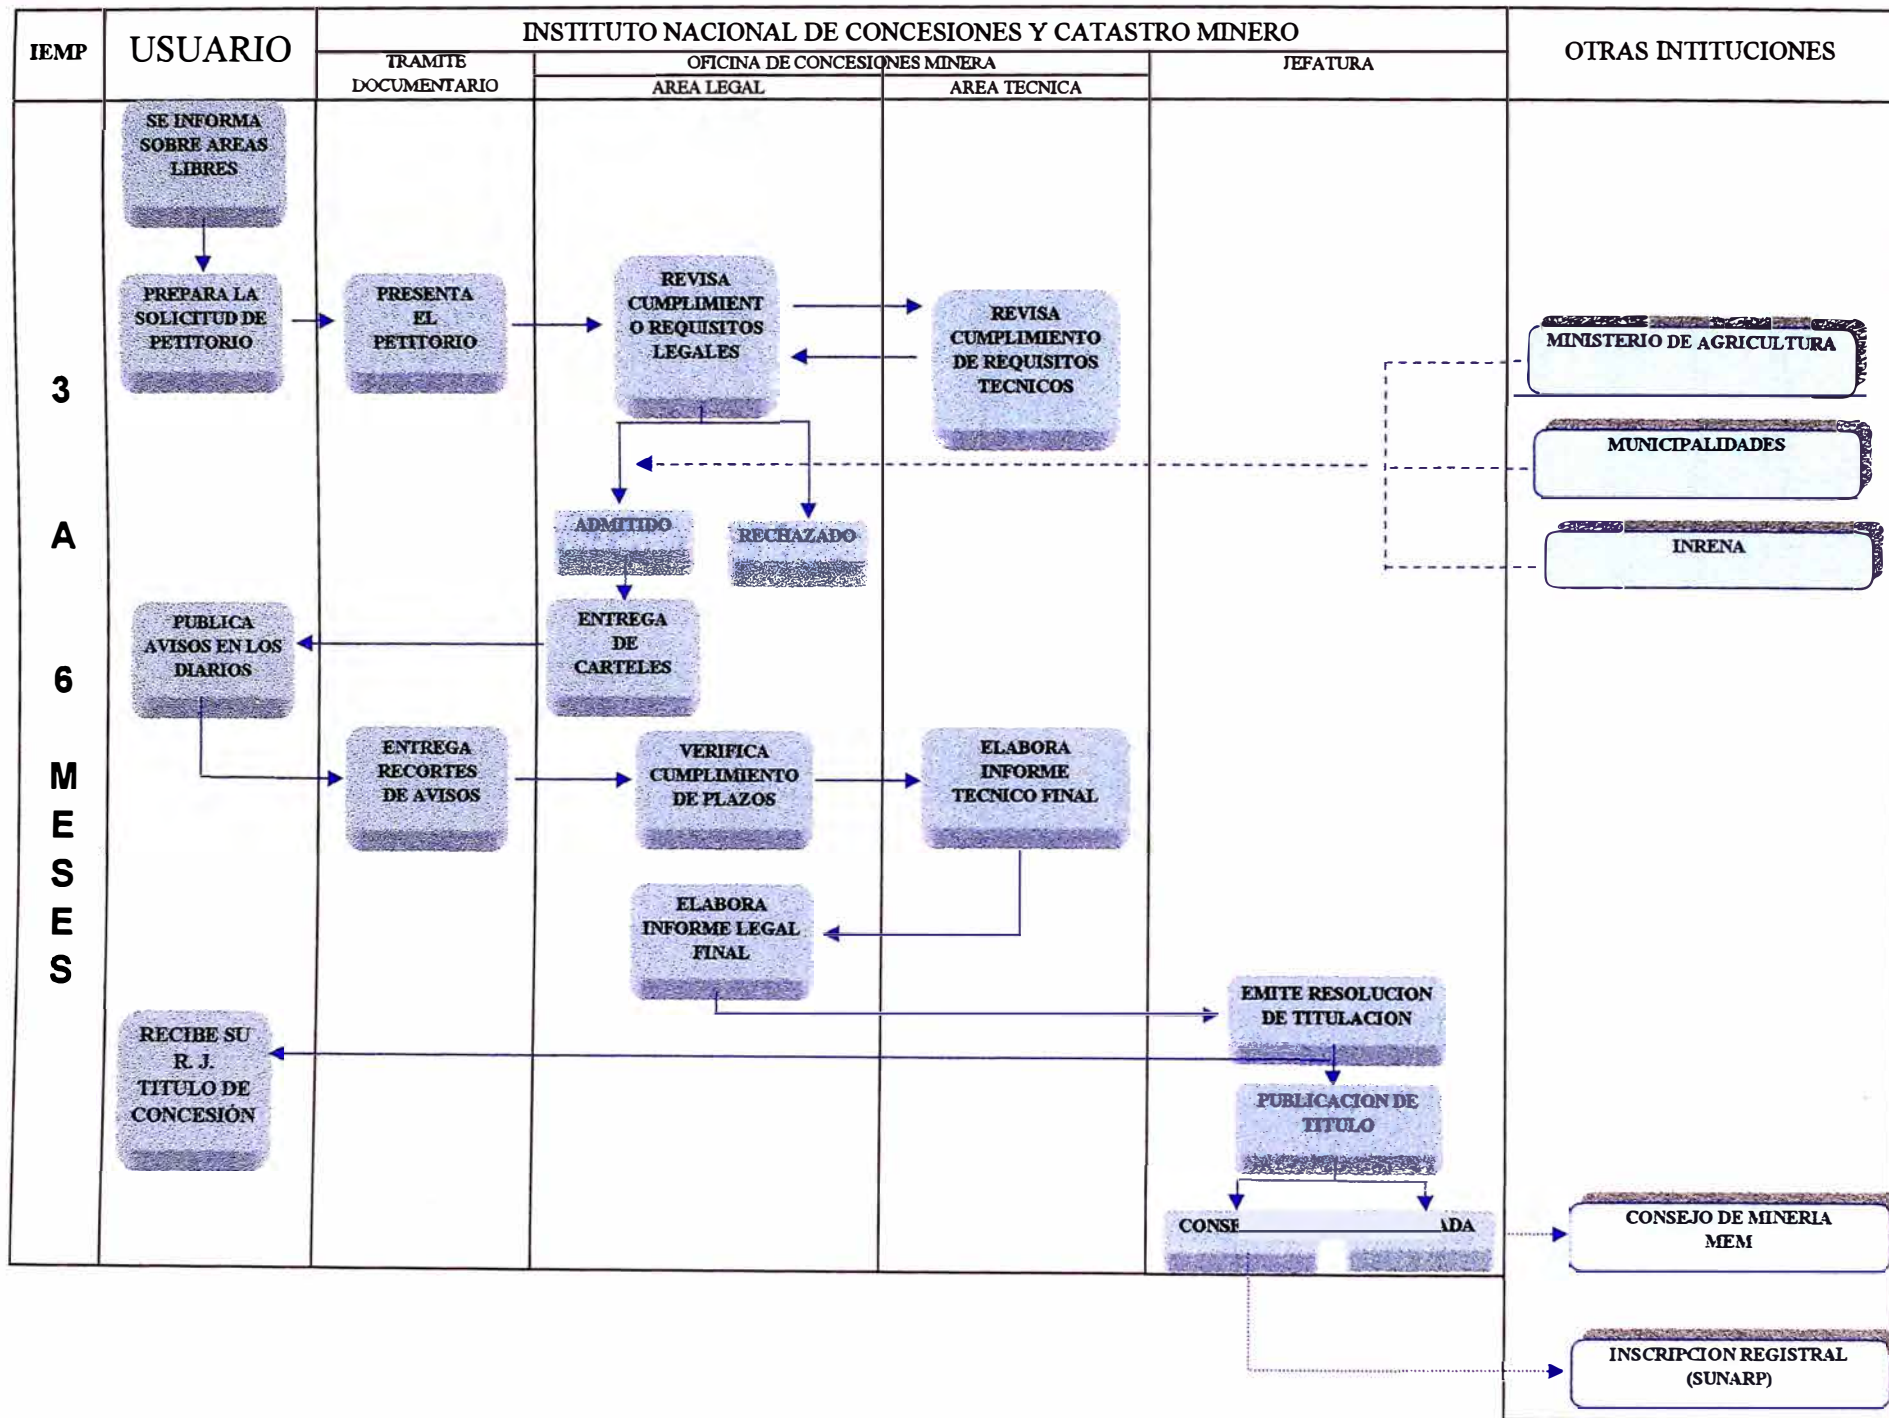 IEMP
USUARIO
INSTITUTO NACIONAL DE CONCESIONES Y CATASTRO MINERO
OTRAS INTITUCIONES
TRAMITE
DOCUMENTARIO
OFICINA DE CONCESIONES MINERA
JEFATURA
AREA LEGAL
AREA TECNICA
3
A
6
M
E
S
E
S
SE INFORMA
SOBRE AREAS
LIBRES
PREPARA LA
SOLICITUD DE
PETITORIO
PRESENTA
EL
PETITORIO
REVISA
CUMPLIMIENT
O REQUISITOS
LEGALES
REVISA
CUMPLIMIENTO
DE REQUISITOS
TECNICOS
MINISTERIO DE AGRICULTURA
MUNICIPALIDADES
INRENA
ADMITIDO
RECHAZADO
ENTREGA
DE
CARTELES
PUBLICA
AVISOS EN LOS
DIARIOS
ENTREGA
RECORTES
DE AVISOS
VERIFICA
CUMPLIMIENTO
DE PLAZOS
ELABORA
INFORME
TECNICO FINAL
ELABORA
INFORME LEGAL
FINAL
EMITE RESOLUCION
DE TITULACION
RECIBE SU
R. J.
TITULO DE
CONCESIÓN
PUBLICACION DE
TITULO
CONSEJO DE MINERIA
MEM
INSCRIPCION REGISTRAL
(SUNARP)